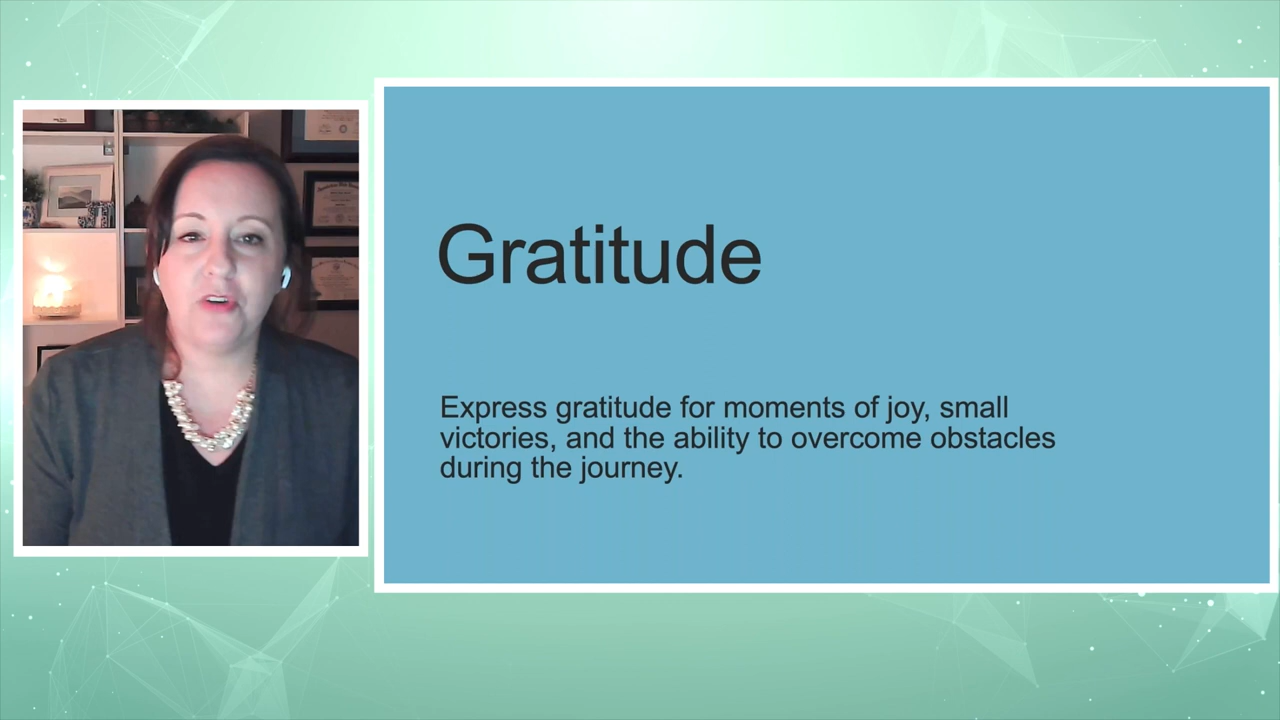 Gratitude
Express gratitude for moments of joy, small
victories, and the ability to overcome obstacles
during the journey.